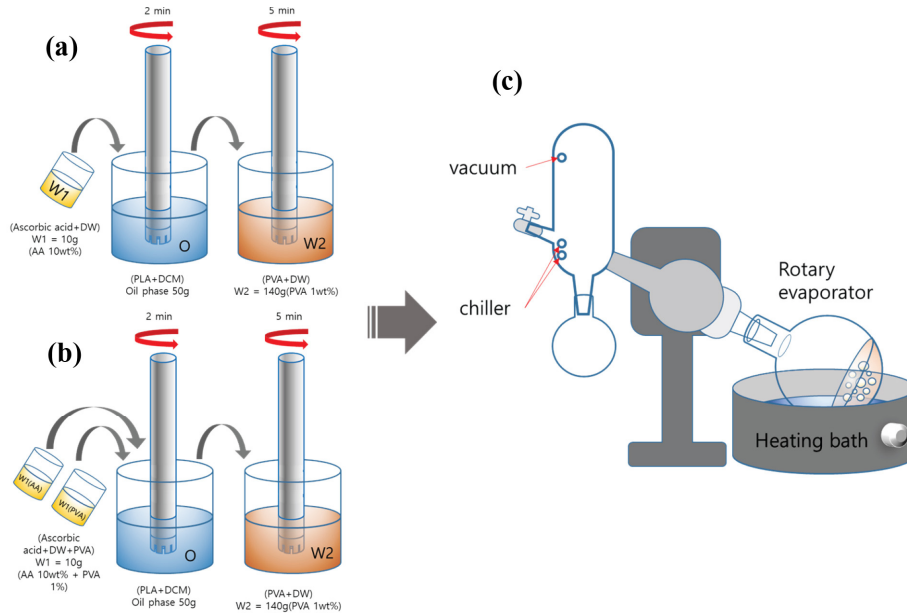 (a)
2 min
5 min
W1
(Ascorbic acid+DW)
W1 = 10g
(AA 10wt%)
O
W2
(PLA+DCM)
Oil phase 50g
(PVA+DW)
W2 = 140g(PVA 1wt%)
(b)
2 min
5 min
W1(AA)
W1(PVA)
(Ascorbic
acid+DW+PVA)
W1 = 10g
(AA 10wt% + PVA
1%)
O
W2
(PLA+DCM)
Oil phase 50g
(PVA+DW)
W2 = 140g(PVA 1wt%)
(c)
vacuum
chiller
Rotary
evaporator
Heating bath